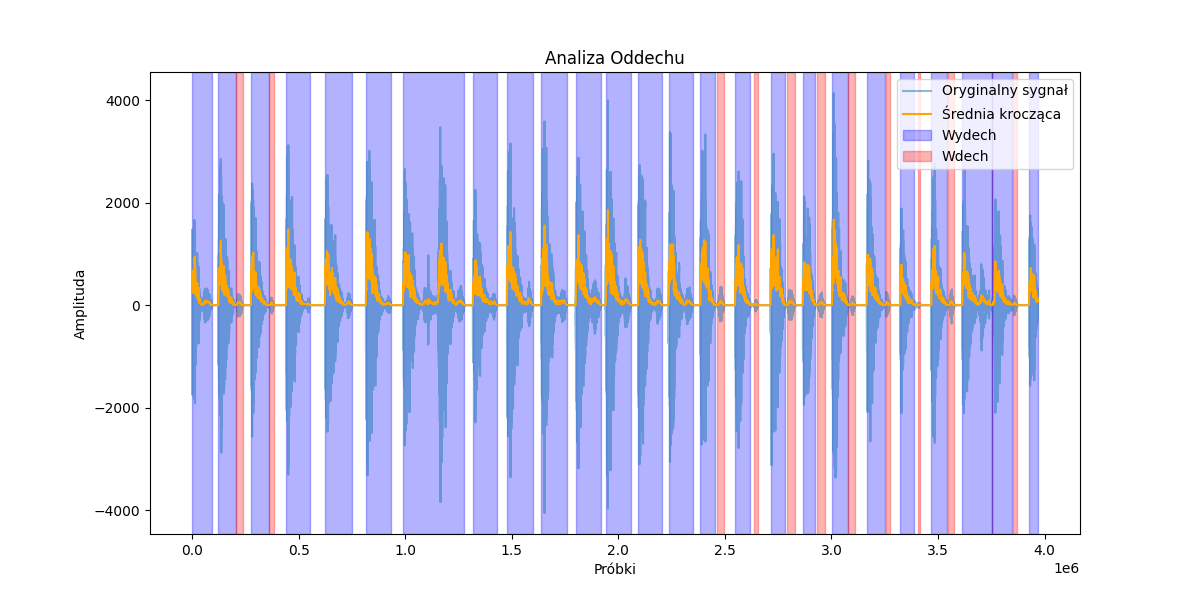 Analiza Oddechu
Amplituda
4000
2000
0
−2000
−4000
Oryginalny sygnał
Średnia krocząca
Wydech
Wdech
0.0 0.5 1.0 1.5 2.0 2.5 3.0 3.5 4.0
1e6
Próbki